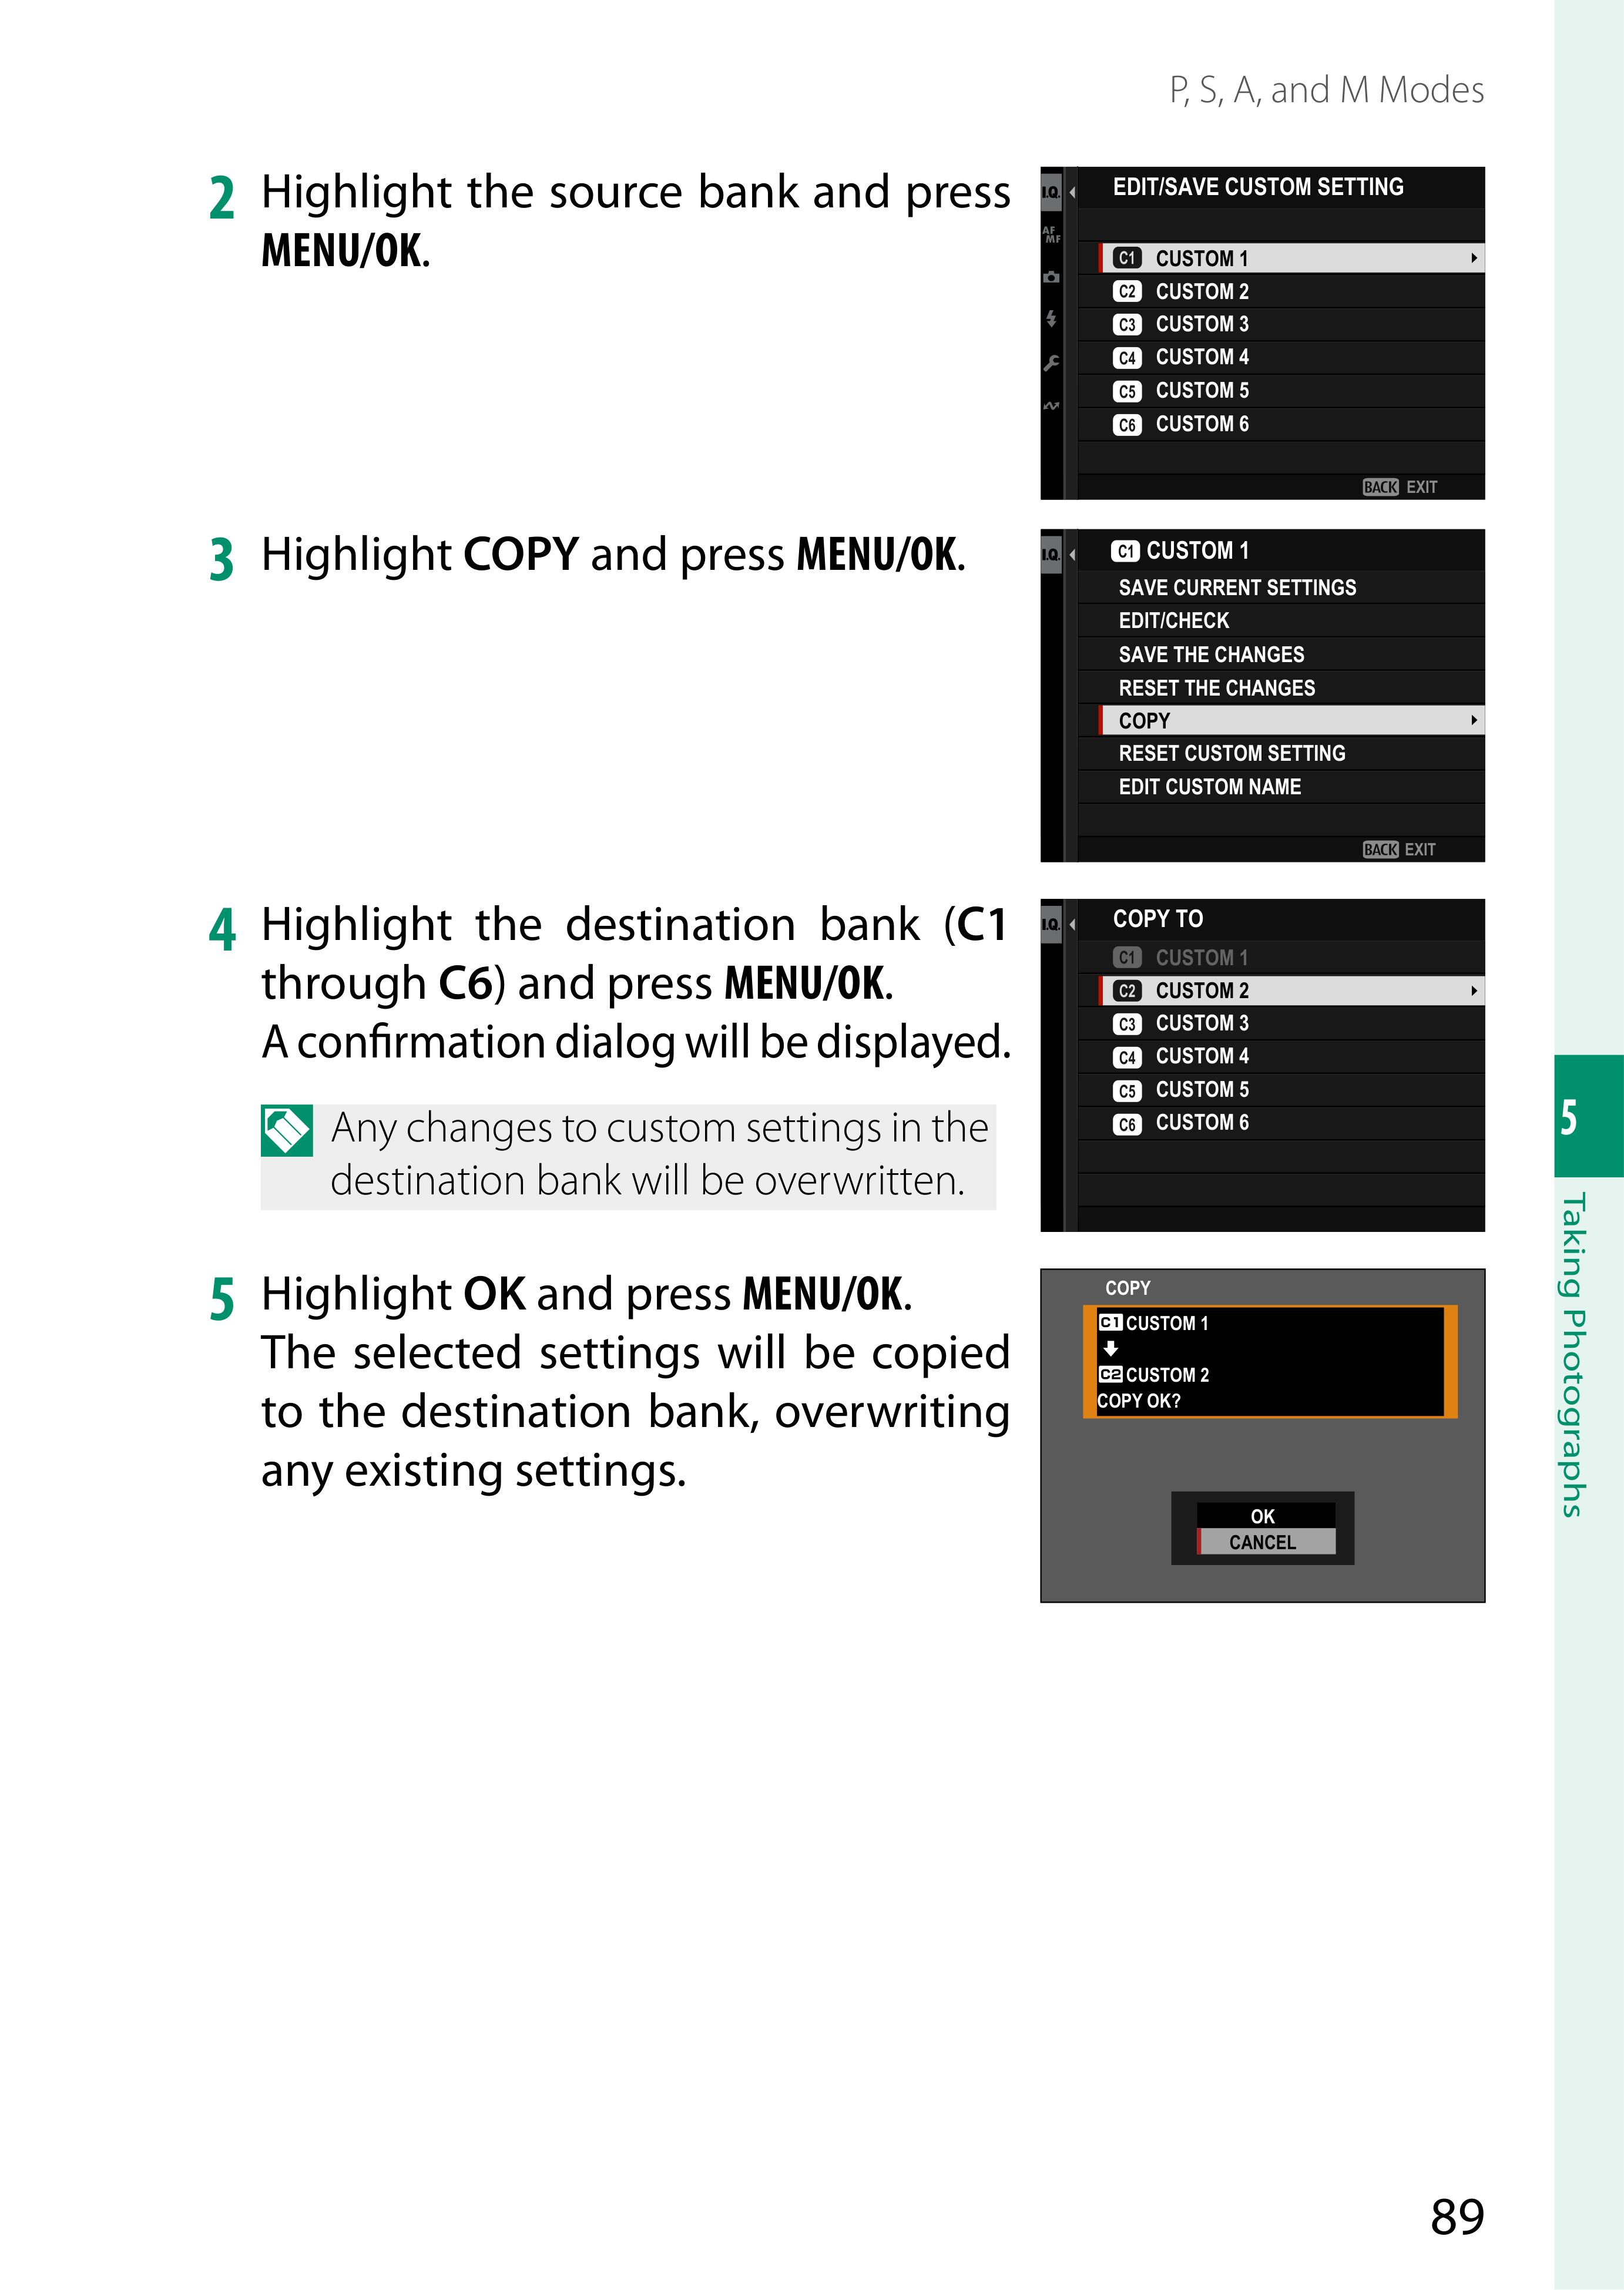 P, S, A, and M Modes
2 Highlight the source bank and press
MENU/OK.
I.Q.
AF
MF
EDIT/SAVE CUSTOM SETTING
C1 CUSTOM 1
C2 CUSTOM 2
C3 CUSTOM 3
C4 CUSTOM 4
C5 CUSTOM 5
C6 CUSTOM 6
BACK EXIT
3 Highlight COPY and press MENU/OK.
I.Q.
C1 CUSTOM 1
SAVE CURRENT SETTINGS
EDIT/CHECK
SAVE THE CHANGES
RESET THE CHANGES
COPY
RESET CUSTOM SETTING
EDIT CUSTOM NAME
BACK EXIT
4 Highlight the destination bank (C1
through C6) and press MENU/OK.
A confirmation dialog will be displayed.
Any changes to custom settings in the
destination bank will be overwritten.
I.Q.
COPY TO
C1 CUSTOM 1
C2 CUSTOM 2
C3 CUSTOM 3
C4 CUSTOM 4
C5 CUSTOM 5
C6 CUSTOM 6
5 Highlight OK and press MENU/OK.
The selected settings will be copied
to the destination bank, overwriting
any existing settings.
COPY
C1 CUSTOM 1
C2 CUSTOM 2
COPY OK?
OK
CANCEL
5
Taking Photographs
89